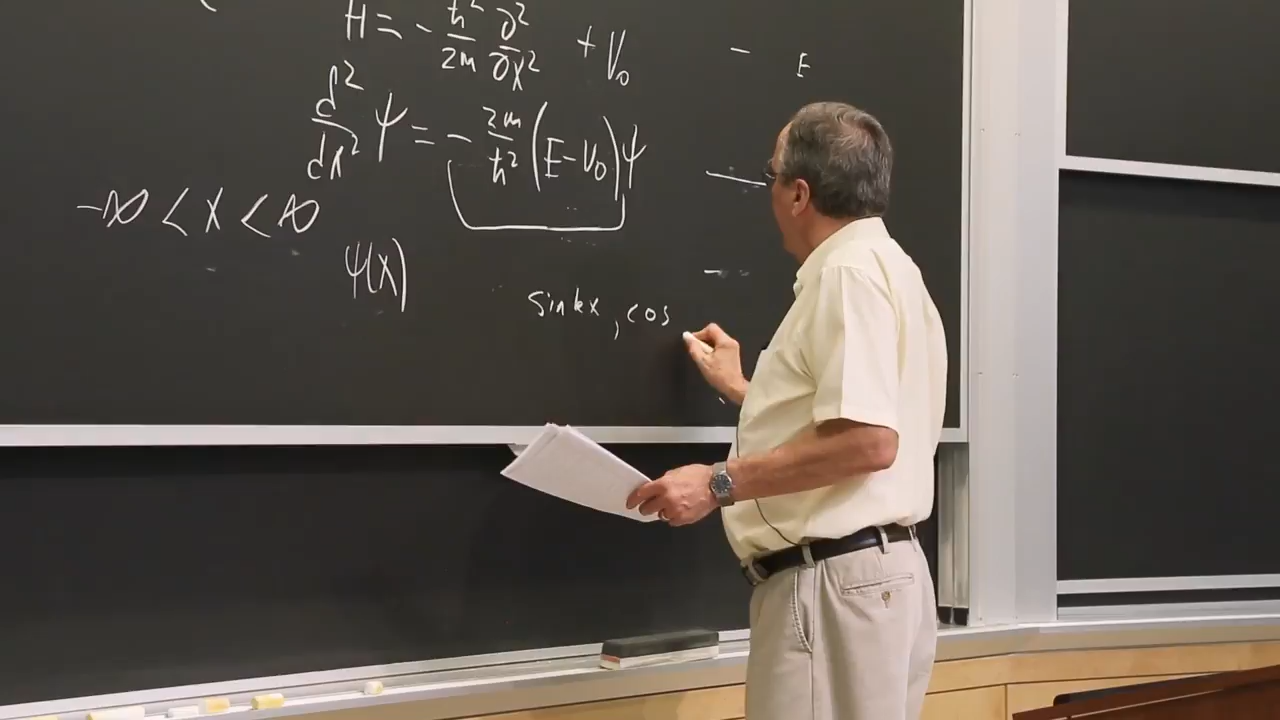 H = - ħ²/2m ∂²/∂x² + V₀
- E
d²/dx² ψ = - 2m/ħ² (E - V₀) ψ
-∞ < x < ∞
ψ(x)
sin kx, cos